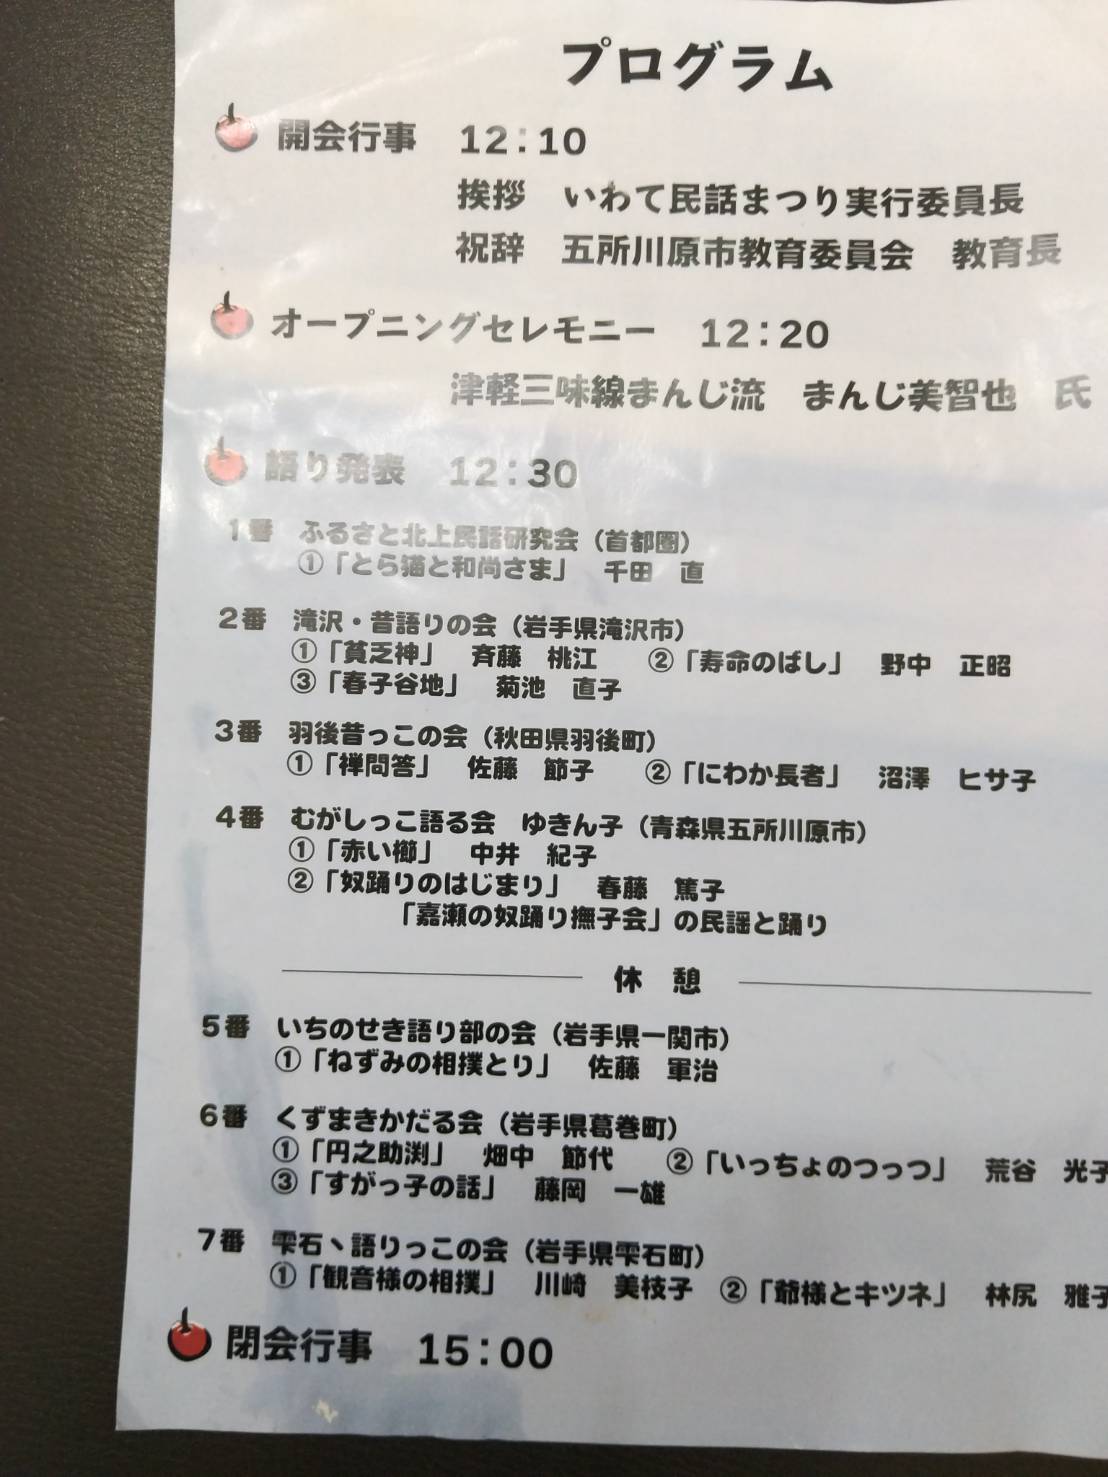 プログラム
開会行事　12：10
挨拶　いわて民話まつり実行委員長
祝辞　五所川原市教育委員会　教育長
オープニングセレモニー　12：20
津軽三味線まんじ流　まんじ美智也　氏
語り発表　12：30
1番　ふるさと北上民話研究会（首都圏）
①「とら猫と和尚さま」　千田　直
2番　滝沢・昔語りの会（岩手県滝沢市）
①「貧乏神」　斉藤　桃江　②「寿命のばし」　野中　正昭
③「春子谷地」　菊池　直子
3番　羽後昔っこの会（秋田県羽後町）
①「禅問答」　佐藤　節子　②「にわか長者」　沼澤　ヒサ子
4番　むがしっこ語る会　ゆきん子（青森県五所川原市）
①「赤い櫛」　中井　紀子
②「奴踊りのはじまり」　春藤　篤子
「嘉瀬の奴踊り撫子会」の民謡と踊り
休　憩
5番　いちのせき語り部の会（岩手県一関市）
①「ねずみの相撲とり」　佐藤　軍治
6番　くずまきかだる会（岩手県葛巻町）
①「円之助渕」　畑中　節代　②「いっちょのつっつ」　荒谷　光子
③「すがっ子の話」　藤岡　一雄
7番　雫石、語りっこの会（岩手県雫石町）
①「観音様の相撲」　川崎　美枝子　②「爺様とキツネ」　林尻　雅子
閉会行事　15：00